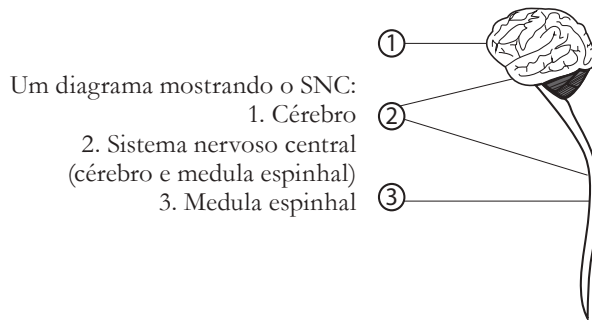 Um diagrama mostrando o SNC:
1. Cérebro
2. Sistema nervoso central
(cérebro e medula espinhal)
3. Medula espinhal
1
2
3